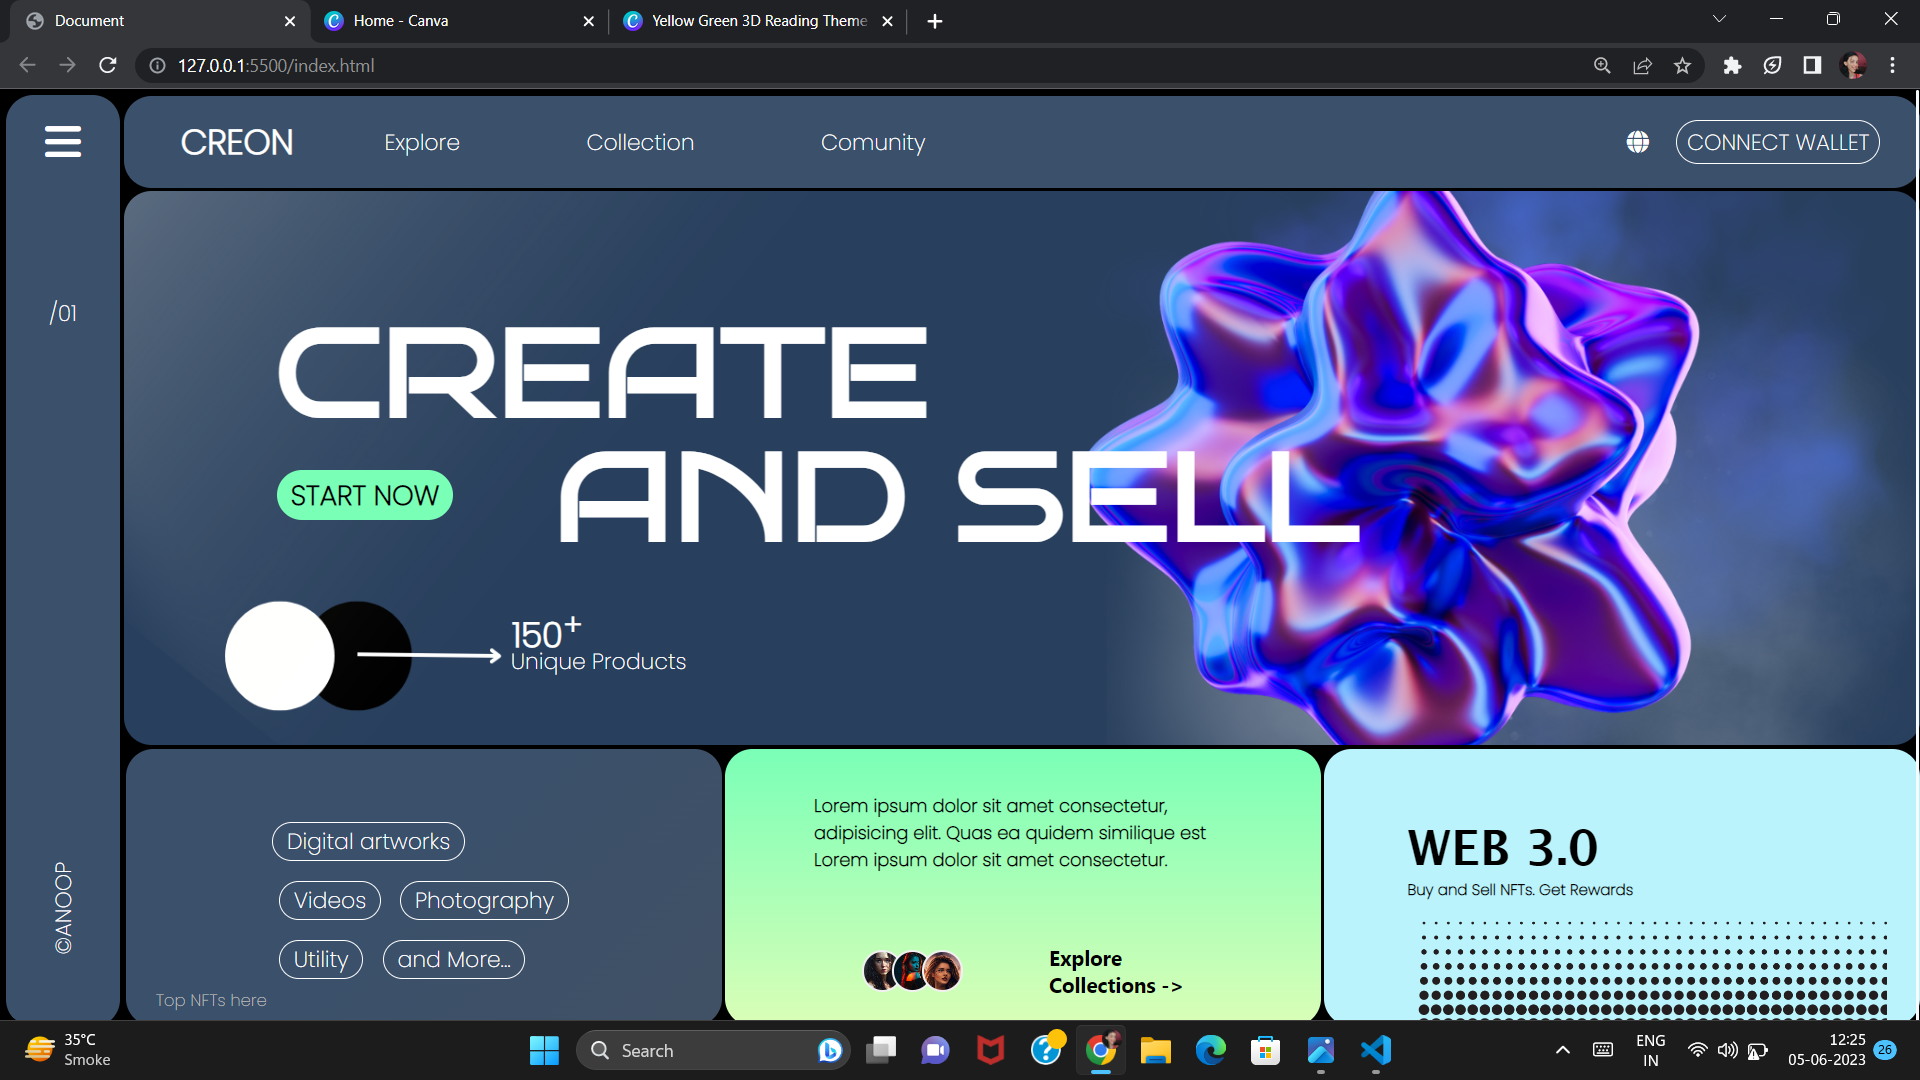 Document
Home - Canva
Yellow Green 3D Reading Theme
127.0.0.1:5500/index.html
CREON
Explore
Collection
Comunity
CONNECT WALLET
/01
CREATE
AND SELL
START NOW
150+
Unique Products
Digital artworks
Videos
Photography
Utility
and More...
Top NFTs here
©ANOOP
Lorem ipsum dolor sit amet consectetur,
adipisicing elit. Quas ea quidem similique est
Lorem ipsum dolor sit amet consectetur.
Explore
Collections ->
WEB 3.0
Buy and Sell NFTs. Get Rewards
35°C
Smoke
Search
ENG
IN
12:25
05-06-2023
26